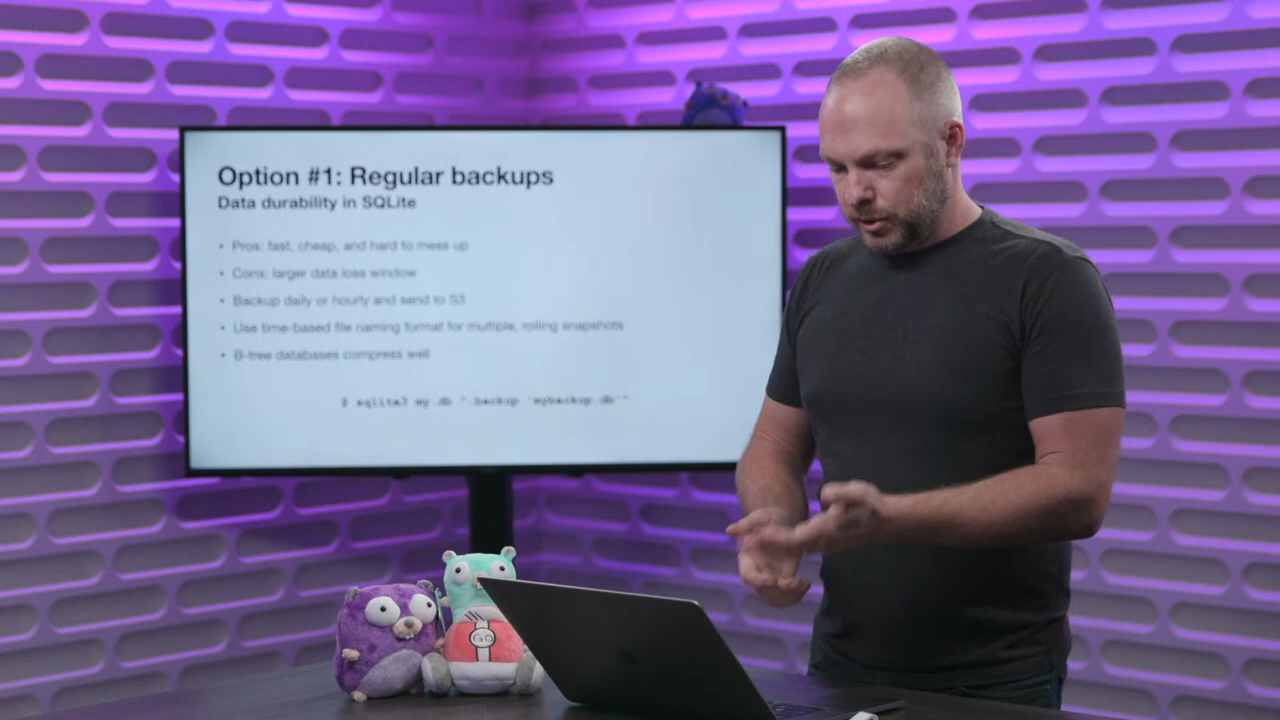 Option #1: Regular backups
Data durability in SQLite
• Pros: fast, cheap, and hard to mess up
• Cons: larger data loss window
• Backup daily or hourly and send to S3
• Use time-based file naming format for multiple, rolling snapshots
• B-tree databases compress well
$ sqlite3 my.db ".backup 'mybackup.db'"
GO